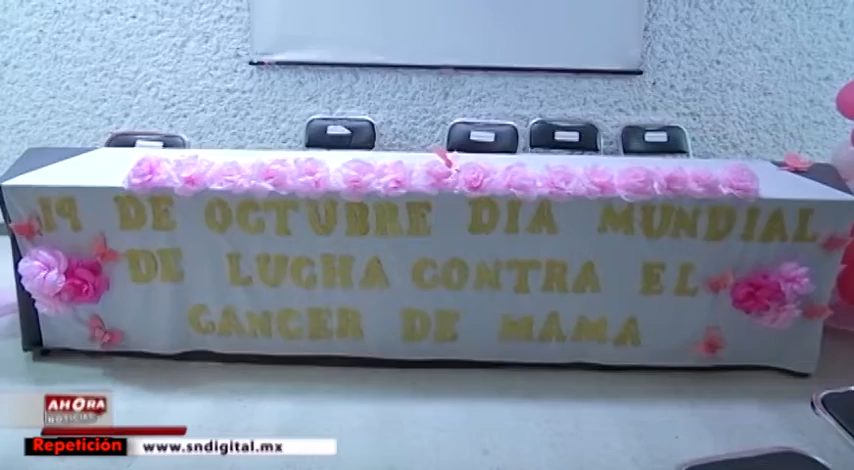 19 DE OCTUBRE DIA MUNDIAL
DE LUCHA CONTRA EL
CANCER DE MAMA
AHORA
NOTICIAS
Repetición
www.sndigital.mx